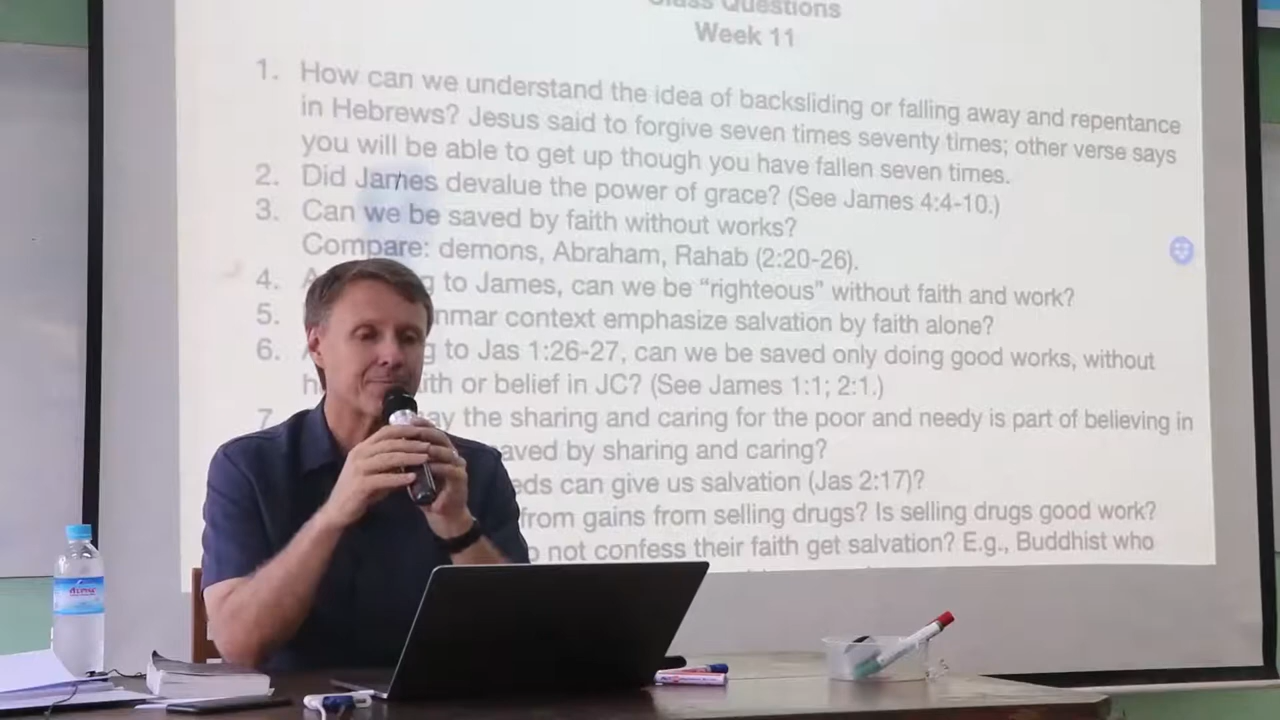 Class Questions
Week 11
1. How can we understand the idea of backsliding or falling away and repentance
in Hebrews? Jesus said to forgive seven times seventy times; other verse says
you will be able to get up though you have fallen seven times.
2. Did James devalue the power of grace? (See James 4:4-10.)
3. Can we be saved by faith without works?
Compare: demons, Abraham, Rahab (2:20-26).
4. to James, can we be “righteous” without faith and work?
5. context emphasize salvation by faith alone?
6. to Jas 1:26-27, can we be saved only doing good works, without
or belief in JC? (See James 1:1; 2:1.)
7. the sharing and caring for the poor and needy is part of believing in
by sharing and caring?
can give us salvation (Jas 2:17)?
from gains from selling drugs? Is selling drugs good work?
not confess their faith get salvation? E.g., Buddhist who